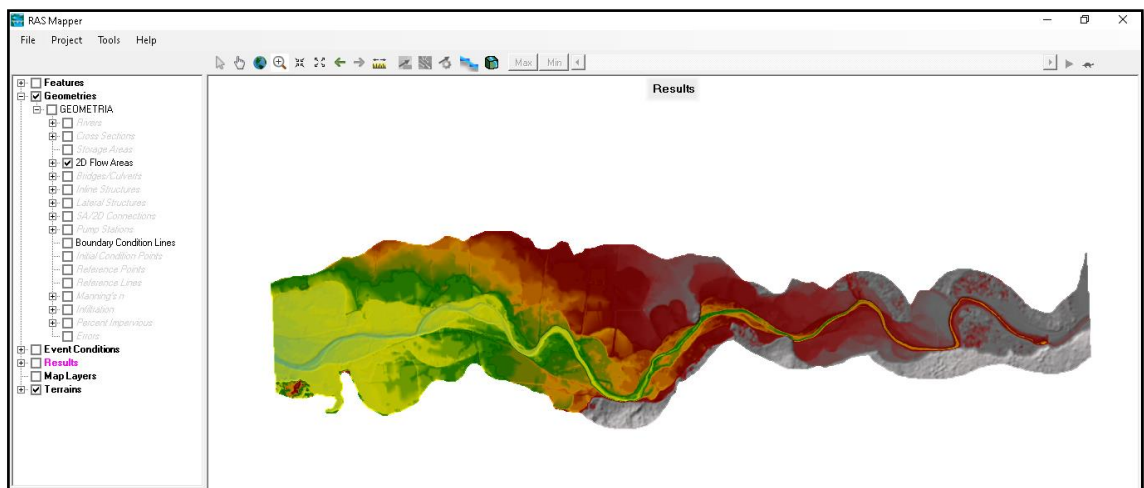 RAS Mapper
File Project Tools Help
Max Min
Features
Geometries
GEOMETRIA
Rivers
Cross Sections
Storage Areas
2D Flow Areas
Bridges/Culverts
Inline Structures
Lateral Structures
SA/2D Connections
Pump Stations
Boundary Condition Lines
Initial Condition Points
Reference Points
Reference Lines
Manning's n
Infiltration
Percent Impervious
Errors
Event Conditions
Results
Map Layers
Terrains
Results